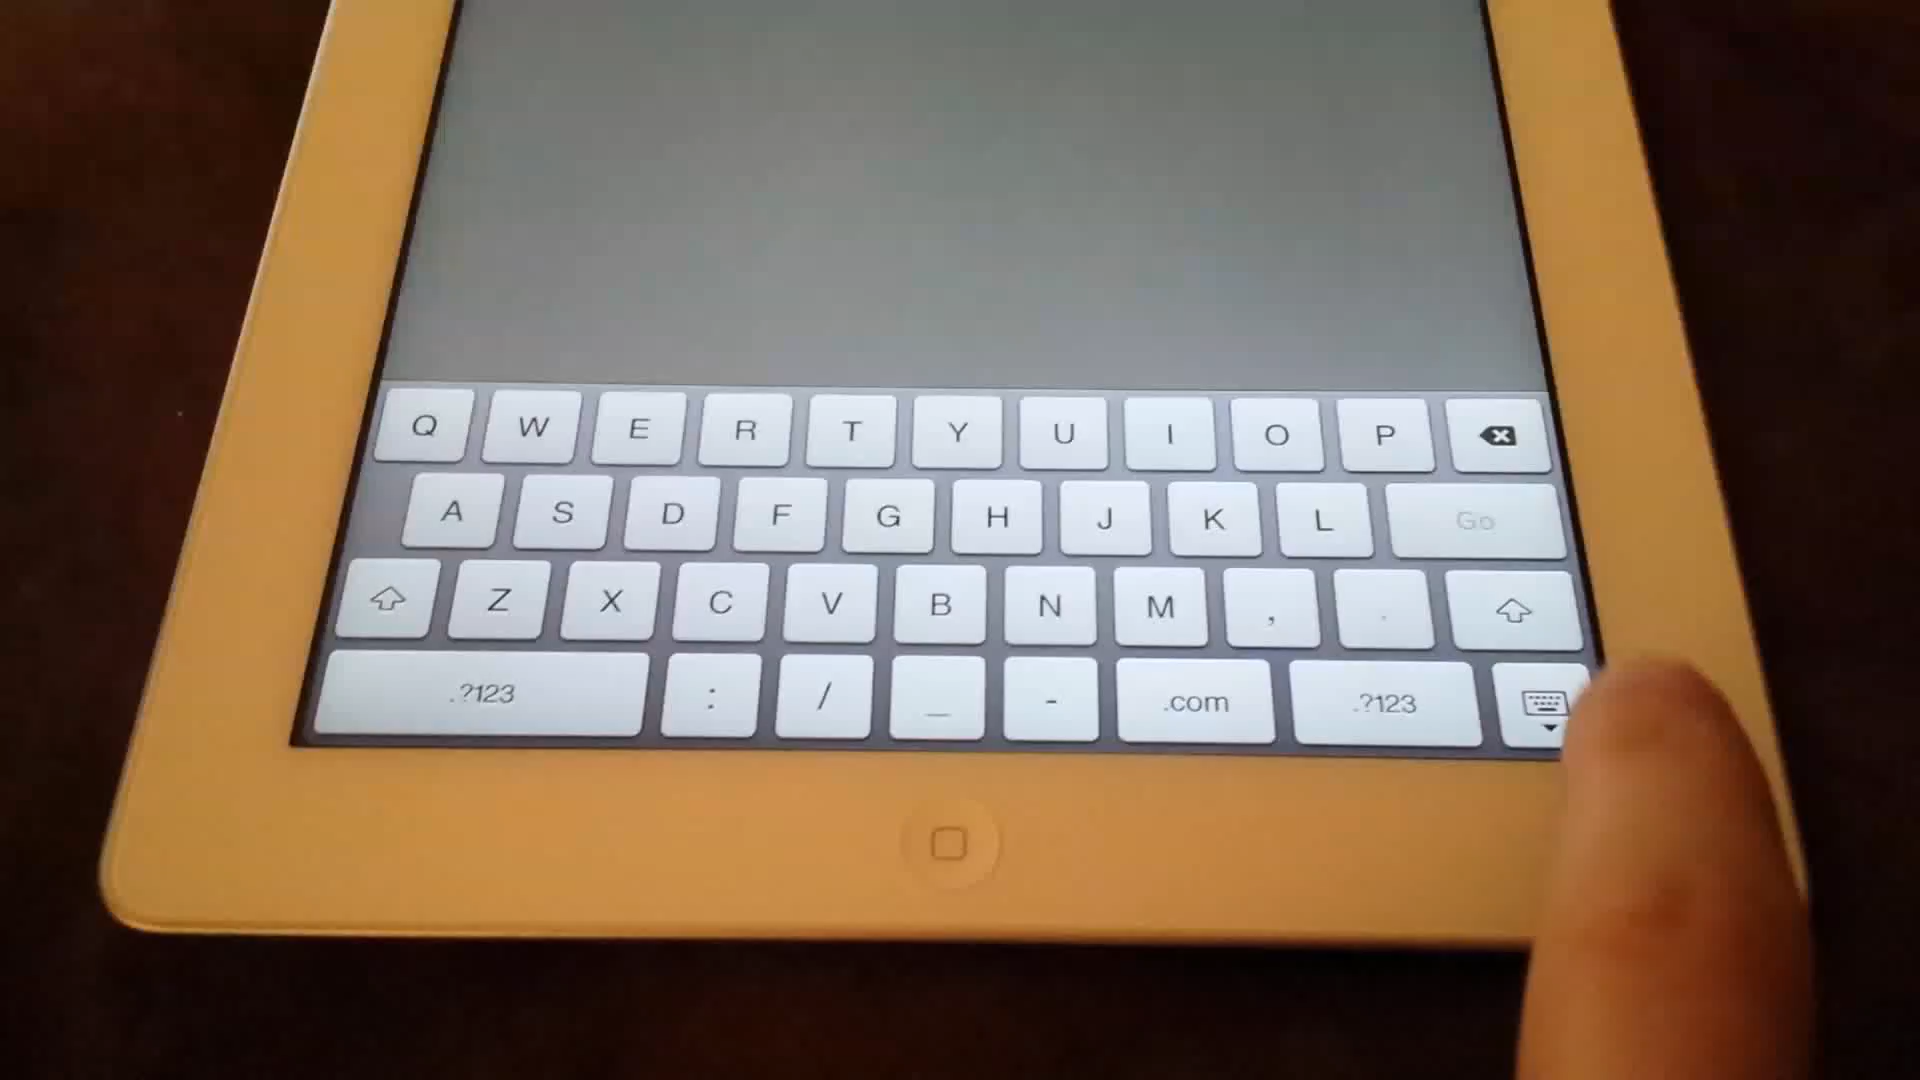 Q W E R T Y U I O P
A S D F G H J K L Go
Z X C V B N M , .
.?123 : / _ - .com .?123